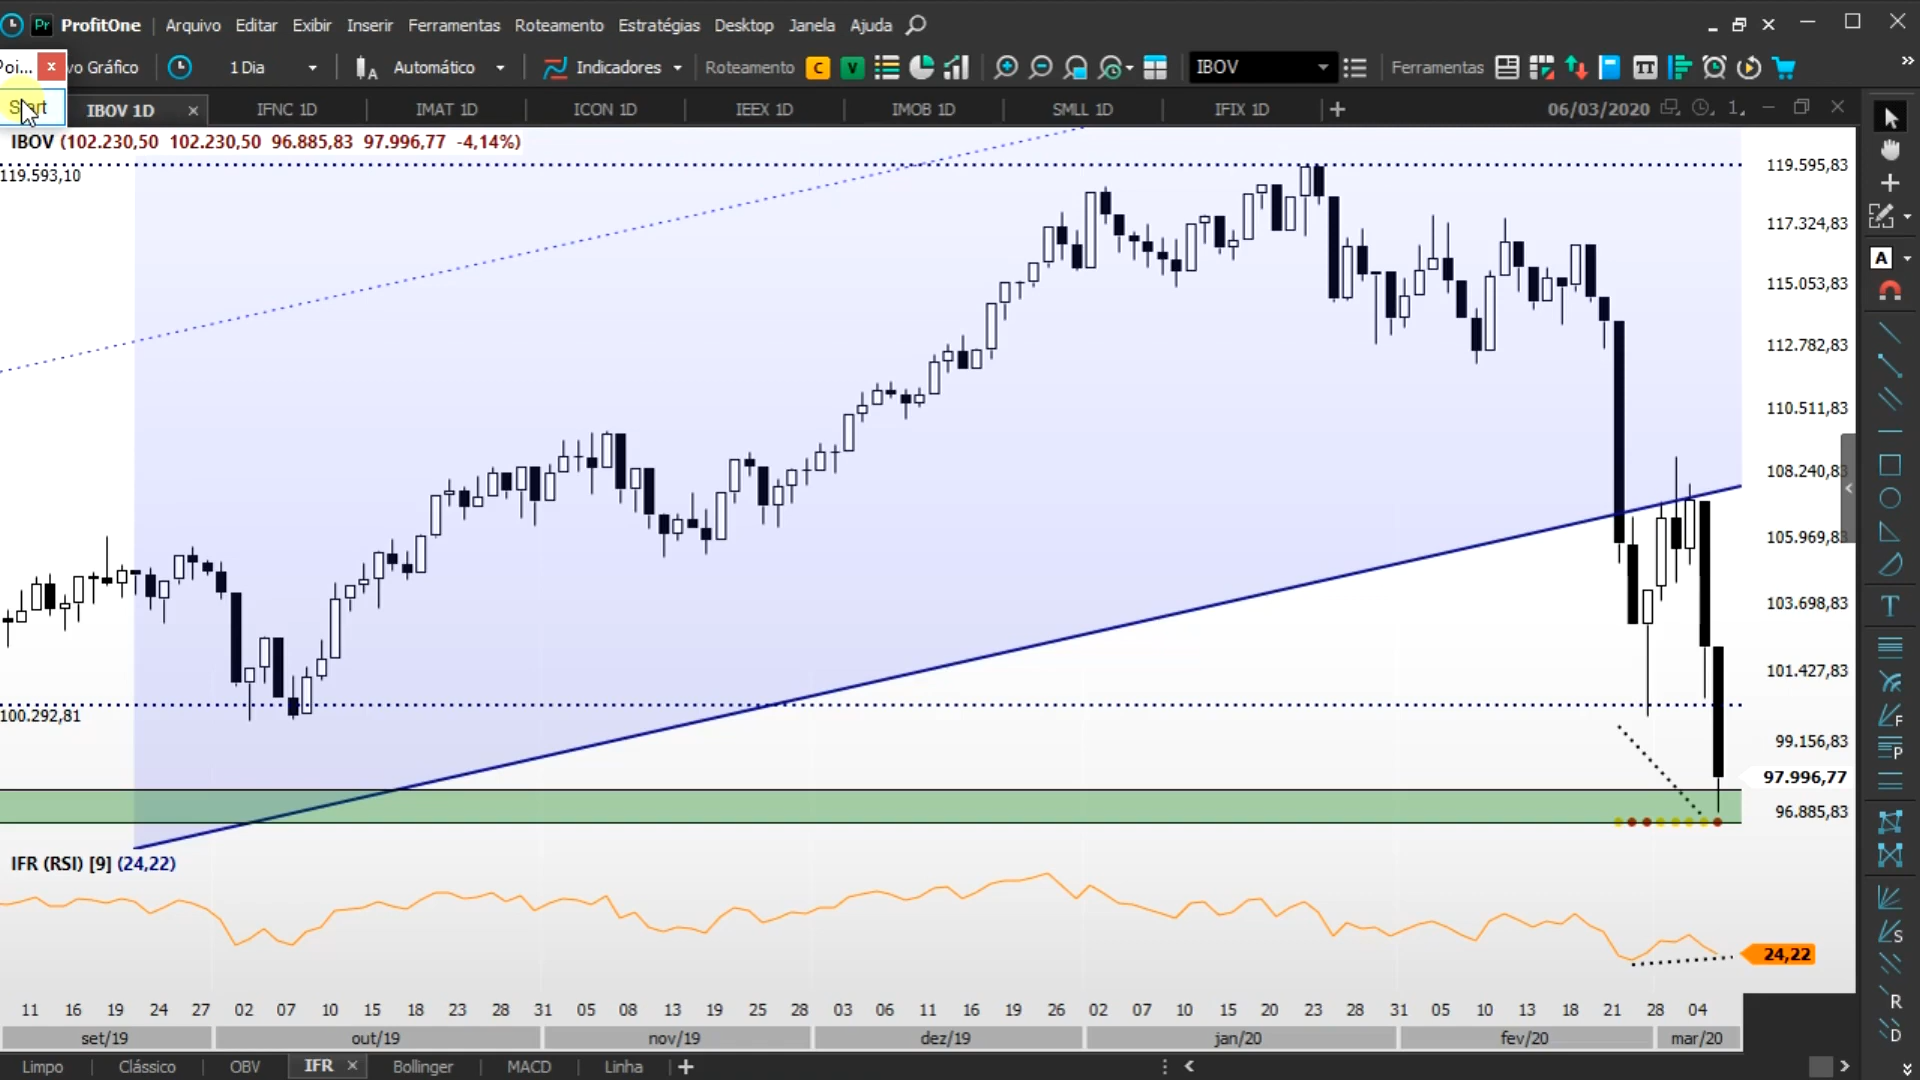 Pr ProfitOne Arquivo Editar Exibir Inserir Ferramentas Roteamento Estratégias Desktop Janela Ajuda
Poi... x vo Gráfico 1 Dia Automático Indicadores Roteamento C V IBOV Ferramentas
Start IBOV 1D IFNC 1D IMAT 1D ICON 1D IEEX 1D IMOB 1D SMLL 1D IFIX 1D 06/03/2020
IBOV (102.230,50 102.230,50 96.885,83 97.996,77 -4,14%)
119.593,10
119.595,83
117.324,83
115.053,83
112.782,83
110.511,83
108.240,83
105.969,83
103.698,83
101.427,83
100.292,81
99.156,83
97.996,77
96.885,83
IFR (RSI) [9] (24,22)
24,22
11 16 19 24 27 02 07 10 15 18 23 28 31 05 08 13 19 25 28 03 06 11 16 19 26 02 07 10 15 20 23 28 31 05 10 13 18 21 28 04
set/19 out/19 nov/19 dez/19 jan/20 fev/20 mar/20
Limpo Clássico OBV IFR Bollinger MACD Linha
A
T
F
P
S
R
D